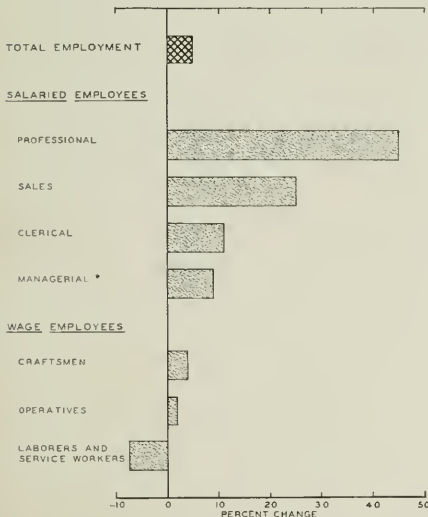 TOTAL EMPLOYMENT
SALARIED EMPLOYEES
PROFESSIONAL
SALES
CLERICAL
MANAGERIAL *
WAGE EMPLOYEES
CRAFTSMEN
OPERATIVES
LABORERS AND
SERVICE WORKERS
-10 0 10 20 30 40 50
PERCENT CHANGE